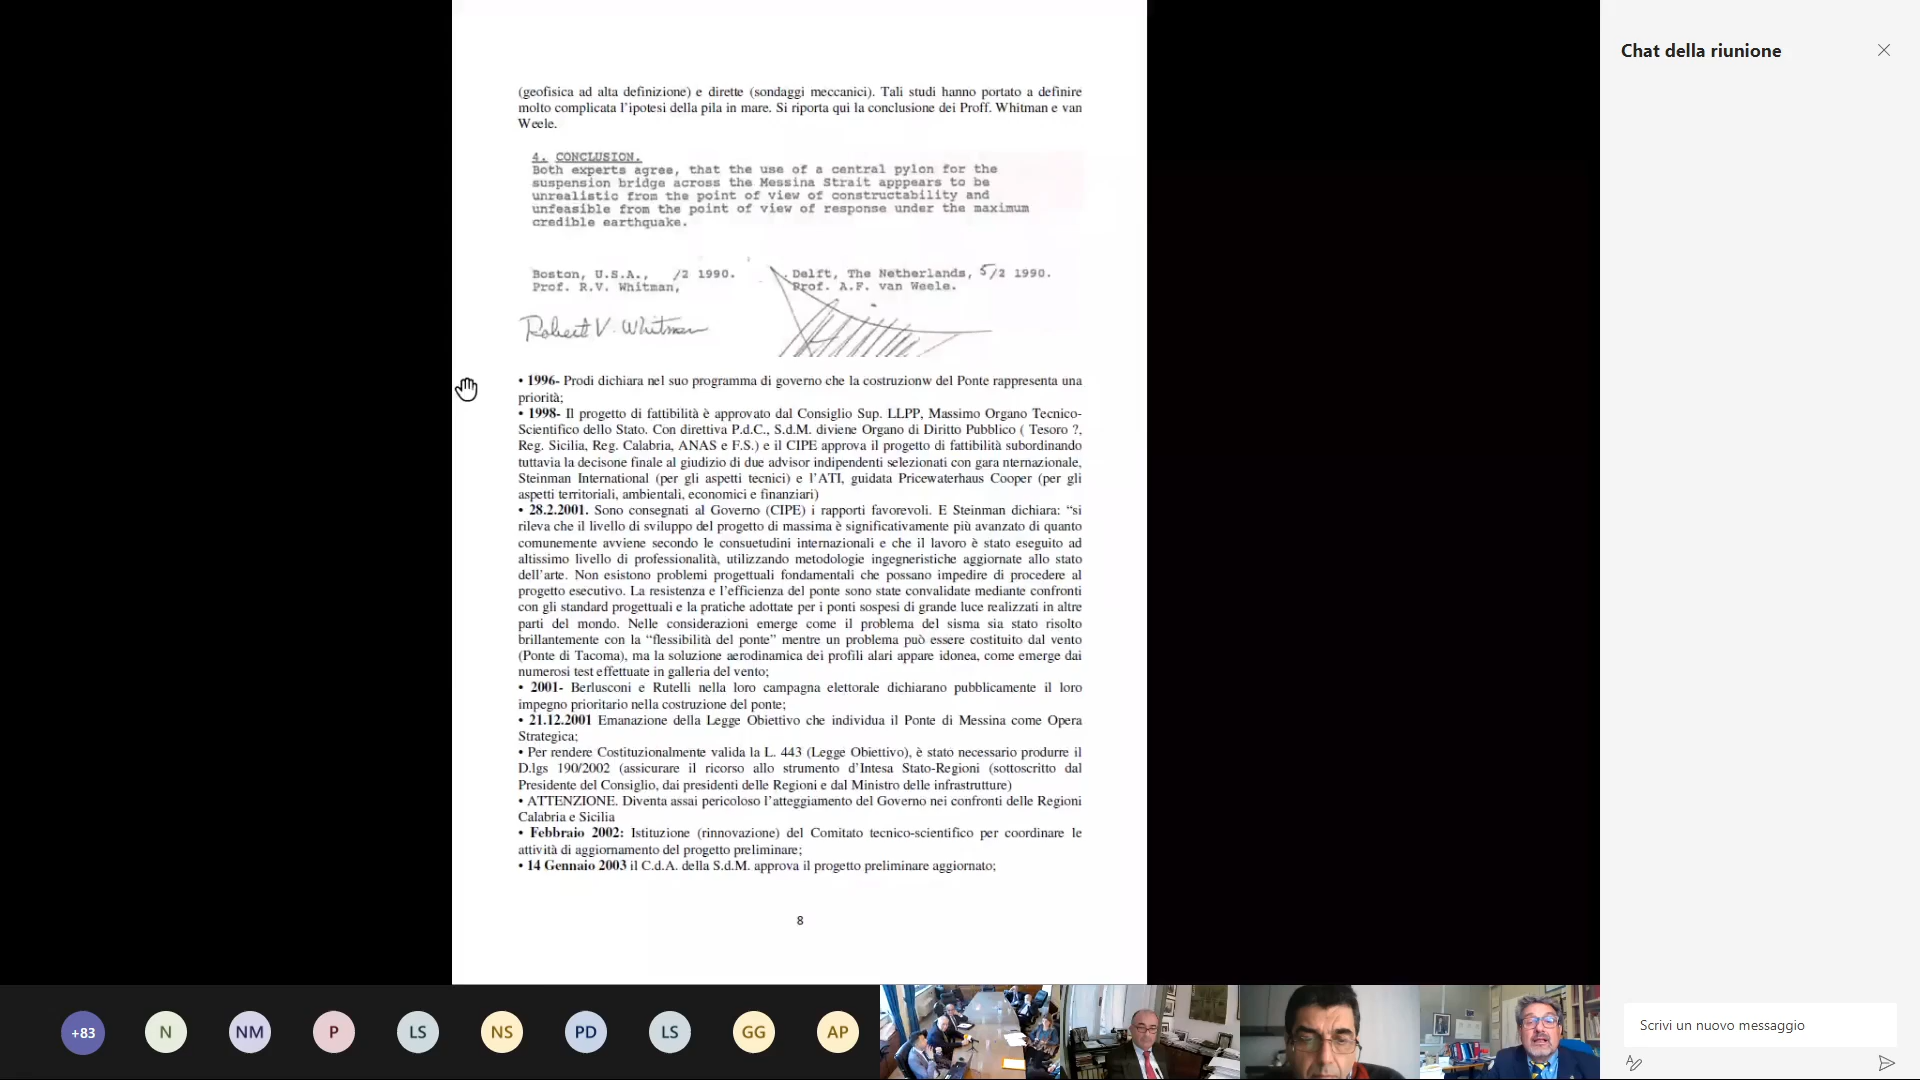 Chat della riunione
(geofisica ad alta definizione) e dirette (sondaggi meccanici). Tali studi hanno portato a definire
molto complicata l'ipotesi della pila in mare. Si riporta qui la conclusione dei Proff. Whitman e van
Weele.
4. CONCLUSION.
Both experts agree, that the use of a central pylon for the
suspension bridge across the Messina Strait apppears to be
unrealistic from the point of view of constructability and
unfeasible from the point of view of response under the maximum
credible earthquake.
Boston, U.S.A., /2 1990. Delft, The Netherlands, 5/2 1990.
Prof. R.V. Whitman, Prof. A.F. van Weele.
Robert V. Whitman
• 1996- Prodi dichiara nel suo programma di governo che la costruzionw del Ponte rappresenta una
priorità;
• 1998- Il progetto di fattibilità è approvato dal Consiglio Sup. LLPP, Massimo Organo Tecnico-
Scientifico dello Stato. Con direttiva P.d.C., S.d.M. diviene Organo di Diritto Pubblico ( Tesoro ?,
Reg. Sicilia, Reg. Calabria, ANAS e F.S.) e il CIPE approva il progetto di fattibilità subordinando
tuttavia la decisone finale al giudizio di due advisor indipendenti selezionati con gara nternazionale,
Steinman International (per gli aspetti tecnici) e l'ATI, guidata Pricewaterhaus Cooper (per gli
aspetti territoriali, ambientali, economici e finanziari)
• 28.2.2001. Sono consegnati al Governo (CIPE) i rapporti favorevoli. E Steinman dichiara: “si
rileva che il livello di sviluppo del progetto di massima è significativamente più avanzato di quanto
comunemente avviene secondo le consuetudini internazionali e che il lavoro è stato eseguito ad
altissimo livello di professionalità, utilizzando metodologie ingegneristiche aggiornate allo stato
dell'arte. Non esistono problemi progettuali fondamentali che possano impedire di procedere al
progetto esecutivo. La resistenza e l'efficienza del ponte sono state convalidate mediante confronti
con gli standard progettuali e la pratiche adottate per i ponti sospesi di grande luce realizzati in altre
parti del mondo. Nelle considerazioni emerge come il problema del sisma sia stato risolto
brillantemente con la “flessibilità del ponte” mentre un problema può essere costituito dal vento
(Ponte di Tacoma), ma la soluzione aerodinamica dei profili alari appare idonea, come emerge dai
numerosi test effettuate in galleria del vento;
• 2001- Berlusconi e Rutelli nella loro campagna elettorale dichiarano pubblicamente il loro
impegno prioritario nella costruzione del ponte;
• 21.12.2001 Emanazione della Legge Obiettivo che individua il Ponte di Messina come Opera
Strategica;
• Per rendere Costituzionalmente valida la L. 443 (Legge Obiettivo), è stato necessario produrre il
D.lgs 190/2002 (assicurare il ricorso allo strumento d'Intesa Stato-Regioni (sottoscritto dal
Presidente del Consiglio, dai presidenti delle Regioni e dal Ministro delle infrastrutture)
• ATTENZIONE. Diventa assai pericoloso l'atteggiamento del Governo nei confronti delle Regioni
Calabria e Sicilia
• Febbraio 2002: Istituzione (rinnovazione) del Comitato tecnico-scientifico per coordinare le
attività di aggiornamento del progetto preliminare;
• 14 Gennaio 2003 il C.d.A. della S.d.M. approva il progetto preliminare aggiornato;
8
+83 N NM P LS NS PD LS GG AP
Scrivi un nuovo messaggio